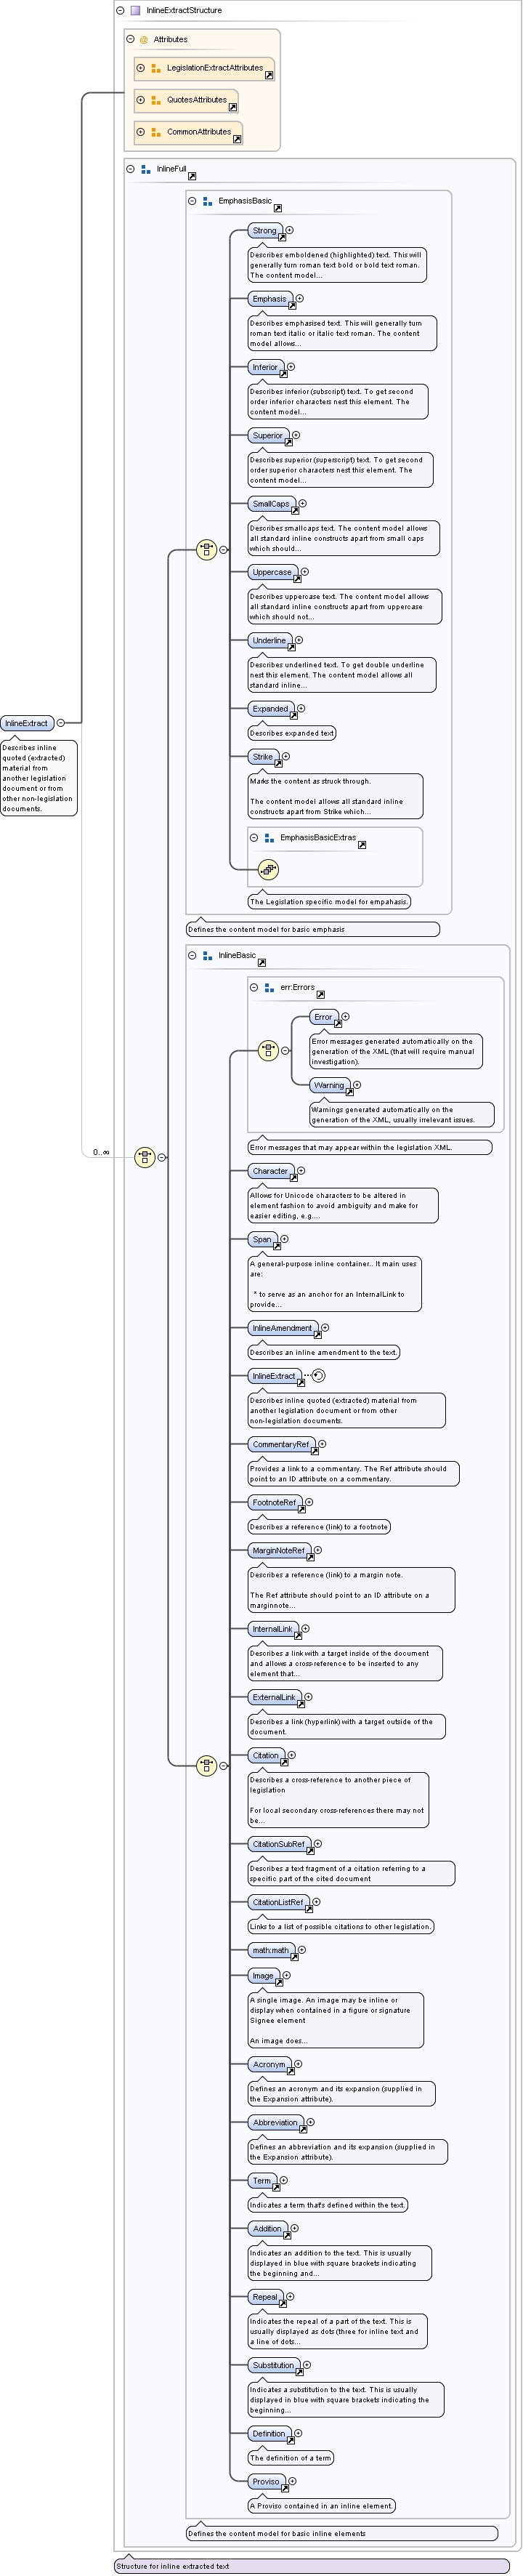 InlineExtractStructure
@ Attributes
LegislationExtractAttributes
QuotesAttributes
CommonAttributes
InlineFull
EmphasisBasic
Strong
Describes emboldened (highlighted) text. This will
generally turn roman text bold or bold text roman.
The content model...
Emphasis
Describes emphasised text. This will generally turn
roman text italic or italic text roman. The content
model allows...
Inferior
Describes inferior (subscript) text. To get second
order inferior characters nest this element. The
content model...
Superior
Describes superior (superscript) text. To get second
order superior characters nest this element. The
content model...
SmallCaps
Describes smallcaps text. The content model allows
all standard inline constructs apart from small caps
which should...
Uppercase
Describes uppercase text. The content model allows
all standard inline constructs apart from uppercase
which should not...
Underline
Describes underlined text. To get double underline
nest this element. The content model allows all
standard inline...
Expanded
Describes expanded text
Strike
Marks the content as struck through.
The content model allows all standard inline
constructs apart from Strike which...
EmphasisBasicExtras
The Legislation specific model for empahasis.
Defines the content model for basic emphasis
InlineExtract
Describes inline
quoted (extracted)
material from
another legislation
document or from
other non-legislation
documents.
InlineBasic
err:Errors
Error
Error messages generated automatically on the
generation of the XML (that will require manual
investigation).
Warning
Warnings generated automatically on the
generation of the XML, usually irrelevant issues.
Error messages that may appear within the legislation XML.
0..∞
Character
Allows for Unicode characters to be altered in
element fashion to avoid ambiguity and make for
easier editing, e.g....
Span
A general-purpose inline container.. It main uses
are:
* to serve as an anchor for an InternalLink to
provide...
InlineAmendment
Describes an inline amendment to the text.
InlineExtract
Describes inline quoted (extracted) material from
another legislation document or from other
non-legislation documents.
CommentaryRef
Provides a link to a commentary. The Ref attribute should
point to an ID attribute on a commentary.
FootnoteRef
Describes a reference (link) to a footnote
MarginNoteRef
Describes a reference (link) to a margin note.
The Ref attribute should point to an ID attribute on a
marginnote...
InternalLink
Describes a link with a target inside of the document
and allows a cross-reference to be inserted to any
element that...
ExternalLink
Describes a link (hyperlink) with a target outside of the
document.
Citation
Describes a cross-reference to another piece of
legislation
For local secondary cross-references there may not
be...
CitationSubRef
Describes a text fragment of a citation referring to a
specific part of the cited document
CitationListRef
Links to a list of possible citations to other legislation.
math:math
Image
A single image. An image may be inline or
display when contained in a figure or signature
Signee element
An image does...
Acronym
Defines an acronym and its expansion (supplied in
the Expansion attribute).
Abbreviation
Defines an abbreviation and its expansion (supplied in
the Expansion attribute).
Term
Indicates a term that's defined within the text.
Addition
Indicates an addition to the text. This is usually
displayed in blue with square brackets indicating
the beginning and...
Repeal
Indicates the repeal of a part of the text. This is
usually displayed as dots (three for inline text and
a line of dots...
Substitution
Indicates a substitution to the text. This is usually
displayed in blue with square brackets indicating the
beginning...
Definition
The definition of a term
Proviso
A Proviso contained in an inline element.
Defines the content model for basic inline elements
Structure for inline extracted text